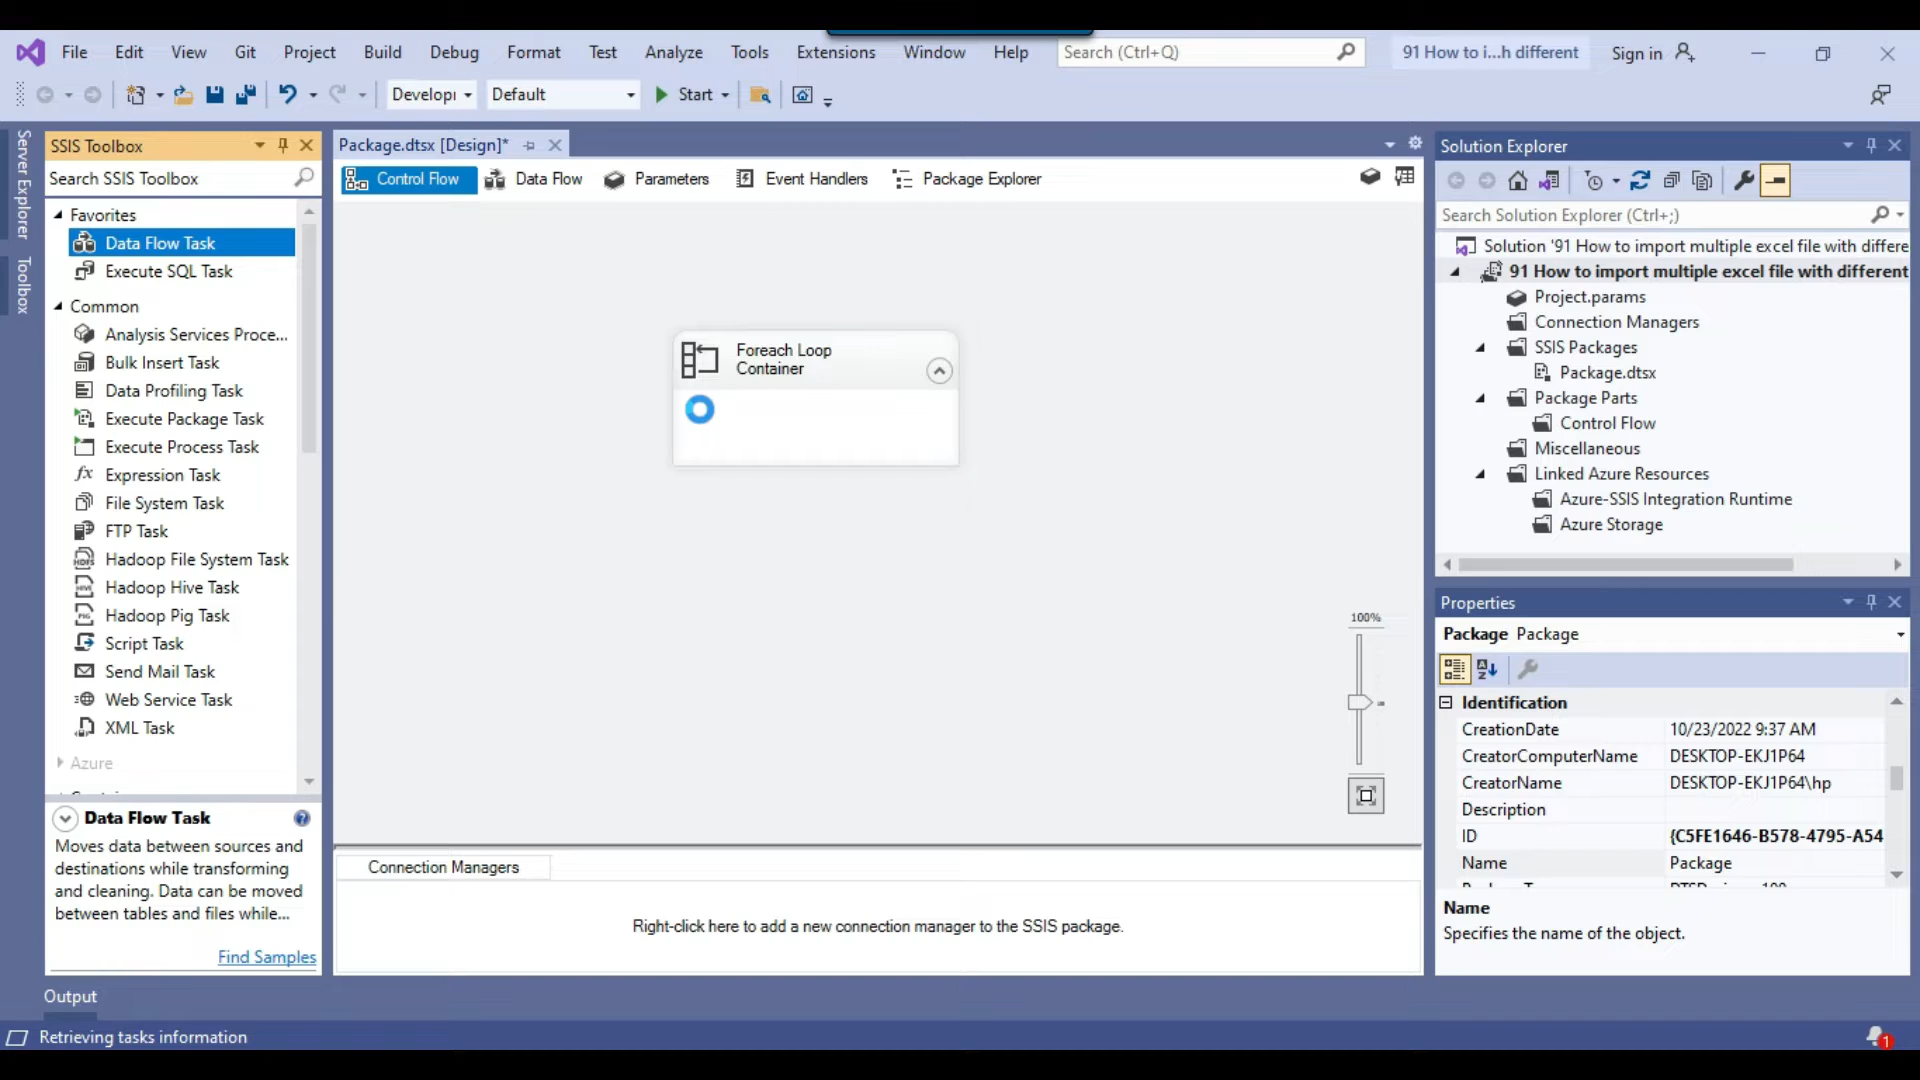 File Edit View Git Project Build Debug Format Test Analyze Tools Extensions Window Help Search (Ctrl+Q) 91 How to i...h different Sign in
Developi Default Start
Server Explorer
Toolbox
SSIS Toolbox
Search SSIS Toolbox
Favorites
Data Flow Task
Execute SQL Task
Common
Analysis Services Proce...
Bulk Insert Task
Data Profiling Task
Execute Package Task
Execute Process Task
Expression Task
File System Task
FTP Task
Hadoop File System Task
Hadoop Hive Task
Hadoop Pig Task
Script Task
Send Mail Task
Web Service Task
XML Task
Azure
Data Flow Task
Moves data between sources and
destinations while transforming
and cleaning. Data can be moved
between tables and files while...
Find Samples
Package.dtsx [Design]*
Control Flow Data Flow Parameters Event Handlers Package Explorer
Foreach Loop
Container
100%
Connection Managers
Right-click here to add a new connection manager to the SSIS package.
Solution Explorer
Search Solution Explorer (Ctrl+;)
Solution '91 How to import multiple excel file with differe
91 How to import multiple excel file with different
Project.params
Connection Managers
SSIS Packages
Package.dtsx
Package Parts
Control Flow
Miscellaneous
Linked Azure Resources
Azure-SSIS Integration Runtime
Azure Storage
Properties
Package Package
Identification
CreationDate 10/23/2022 9:37 AM
CreatorComputerName DESKTOP-EKJ1P64
CreatorName DESKTOP-EKJ1P64\hp
Description
ID {C5FE1646-B578-4795-A54
Name Package
Name
Specifies the name of the object.
Output
Retrieving tasks information
1